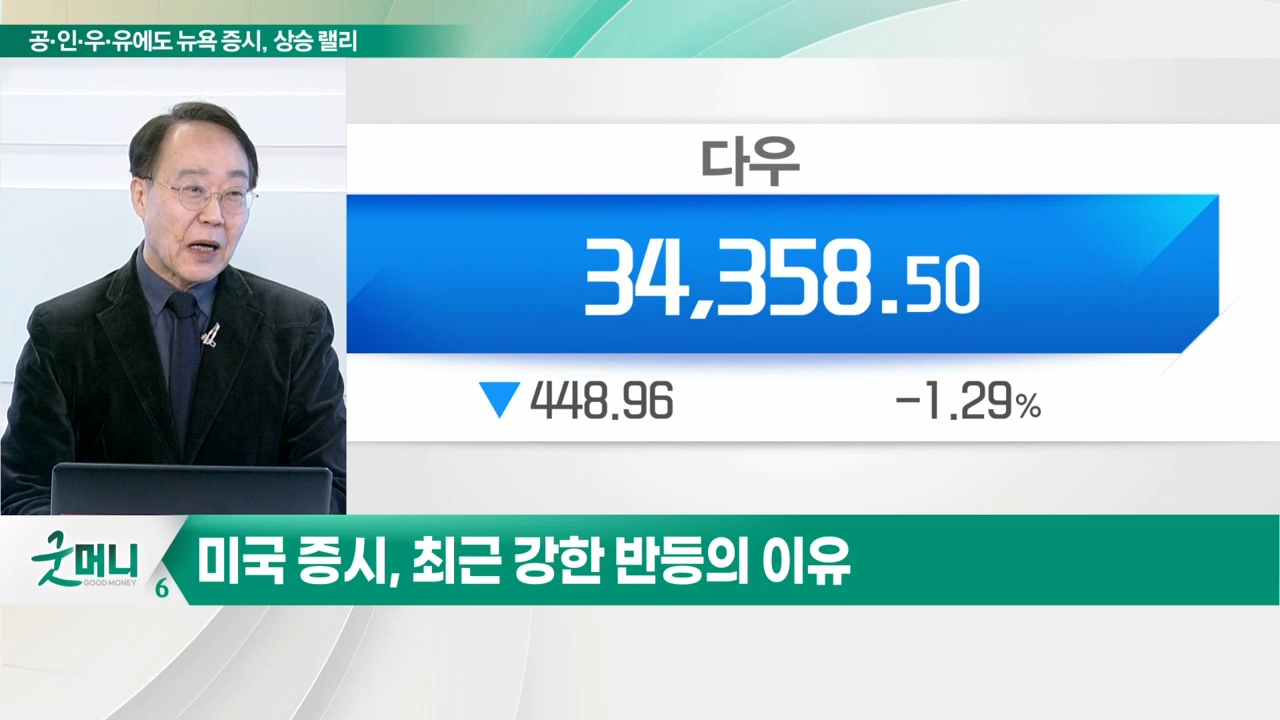 공·인·우·유에도 뉴욕 증시, 상승 랠리
다우
34,358.50
▼448.96 -1.29%
굿머니
GOOD MONEY
6
미국 증시, 최근 강한 반등의 이유